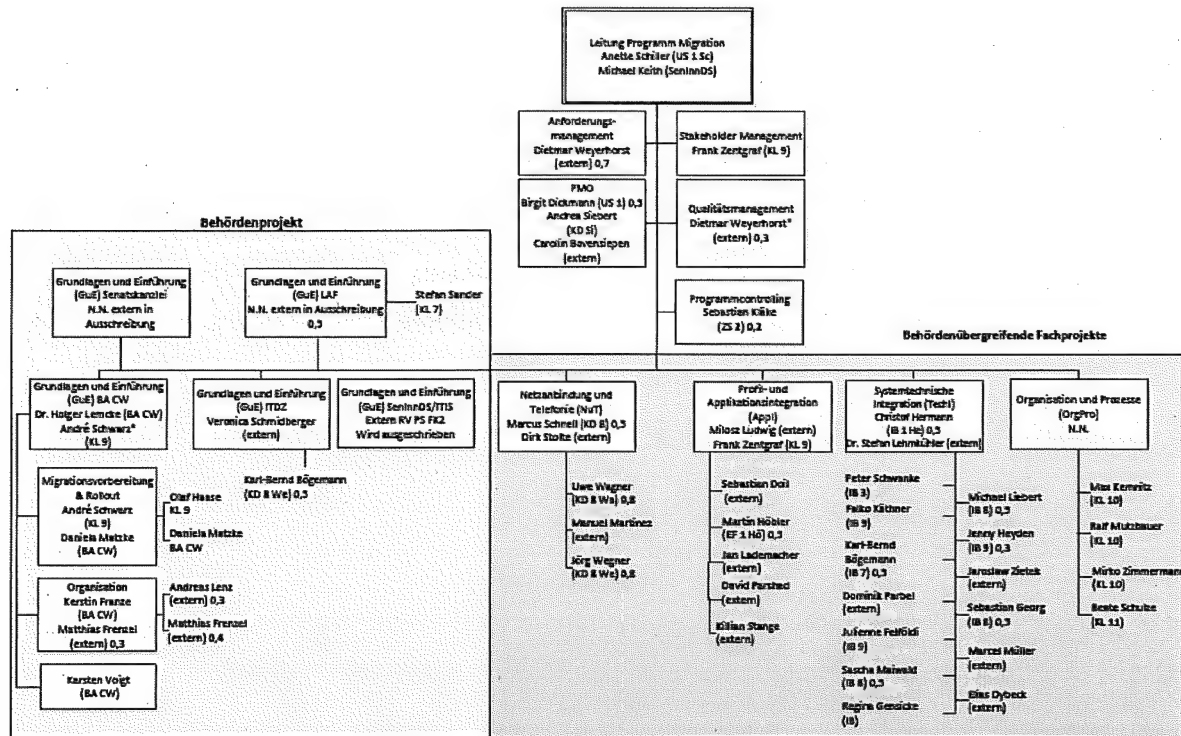 Leitung Programm Migration
Anette Schiller (US 1 Sc)
Michael Keith (SenInnDS)
Anforderungs-
management
Dietmar Weyerhorst
(extern) 0,7
Stakeholder Management
Frank Zentgraf (KL 9)
PMO
Birgit Dickmann (US 1) 0,3
Andrea Siebert
(KD Si)
Carolin Bavensiepen
(extern)
Qualitätsmanagement
Dietmar Weyerhorst*
(extern) 0,3
Programmcontrolling
Sebastian
(ZS 2) 0,2
Behördenprojekt
Grundlagen und Einführung
(GuE) Senatskanzlei
N.N. extern in
Ausschreibung
Grundlagen und Einführung
(GuE) LAF
N.N. extern in Ausschreibung
0,5
Stefan Sander
(KL 7)
Grundlagen und Einführung
(GuE) BA CW
Dr. Holger Lemcke (BA CW)
André Schwarz*
(KL 9)
Grundlagen und Einführung
(GuE) ITDZ
Veronica Schmidberger
(extern)
Grundlagen und Einführung
(GuE) SenInnDS/ITIS
Extern RV PS FK2
Wird ausgeschrieben
Karl-Bernd Bögemann
(KD 8 We) 0,5
Migrationsvorbereitung
& Rollout
André Schwarz
(KL 9)
Daniela Matzke
(BA CW)
Olaf Haase
KL 9
Daniela Matzke
BA CW
Organisation
Kerstin Franze
(BA CW)
Matthias Frenzel
(extern) 0,3
Andreas Lenz
(extern) 0,3
Matthias Frenzel
(extern) 0,4
Karsten Voigt
(BA CW)
Behördenübergreifende Fachprojekte
Netzanbindung und
Telefonie (NuT)
Marcus Schnell (KD 8) 0,5
Dirk Stolte (extern)
Uwe Wagner
(KD 8 Wa) 0,8
Manuel Martinez
(extern)
Jörg Wegner
(KD 8 We) 0,8
Profil- und
Applikationsintegration
(Appl)
Milosz Ludwig (extern)
Frank Zentgraf (KL 9)
Sebastian Doil
(extern)
Martin Höbler
(EF 1 Hö) 0,5
Jan Lademacher
(extern)
David Parshad
(extern)
Kilian Stange
(extern)
Systemtechnische
Integration (TechI)
Christof Hermann
(IB 1 He) 0,5
Dr. Stefan Lehmkühler (extern)
Peter Schwanke
(IB 3)
Falko Käthner
(IB 9)
Karl-Bernd
Bögemann
(IB 7) 0,5
Dominik Parbel
(extern)
Julienne Felföldi
(IB 9)
Sascha Maiwald
(IB 8) 0,5
Regina Gensicke
(IB)
Michael Liebert
(IB 8) 0,5
Jenny Heyden
(IB 9) 0,3
Jaroslaw Zietek
(extern)
Sebastian Georg
(IB 8) 0,5
Marcel Müller
(extern)
Elias Dybeck
(extern)
Organisation und Prozesse
(OrgPro)
N.N.
Max Kemnitz
(KL 10)
Ralf Mutzbauer
(KL 10)
Mirko Zimmermann
(KL 10)
Beate Schulze
(KL 11)